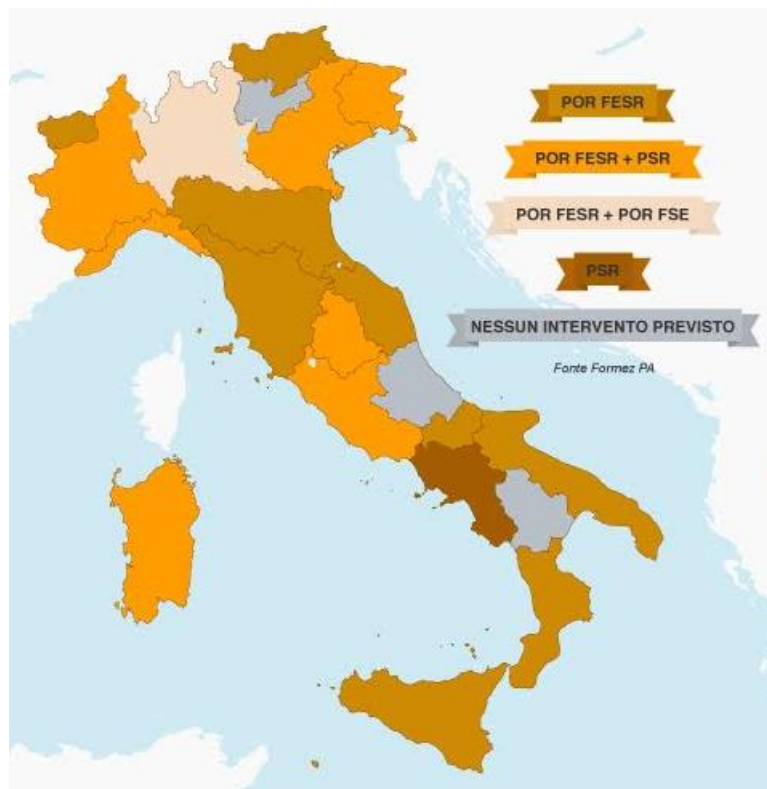 POR FESR
POR FESR + PSR
POR FESR + POR FSE
PSR
NESSUN INTERVENTO PREVISTO
Fonte Formez PA